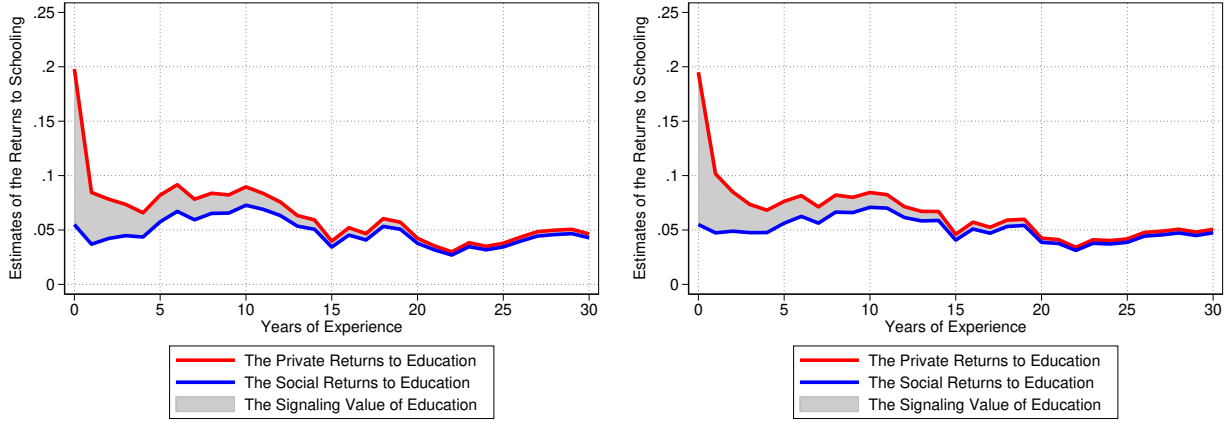 Estimates of the Returns to Schooling
.25
.2
.15
.1
.05
0
0 5 10 15 20 25 30
Years of Experience
The Private Returns to Education
The Social Returns to Education
The Signaling Value of Education
Estimates of the Returns to Schooling
.25
.2
.15
.1
.05
0
0 5 10 15 20 25 30
Years of Experience
The Private Returns to Education
The Social Returns to Education
The Signaling Value of Education